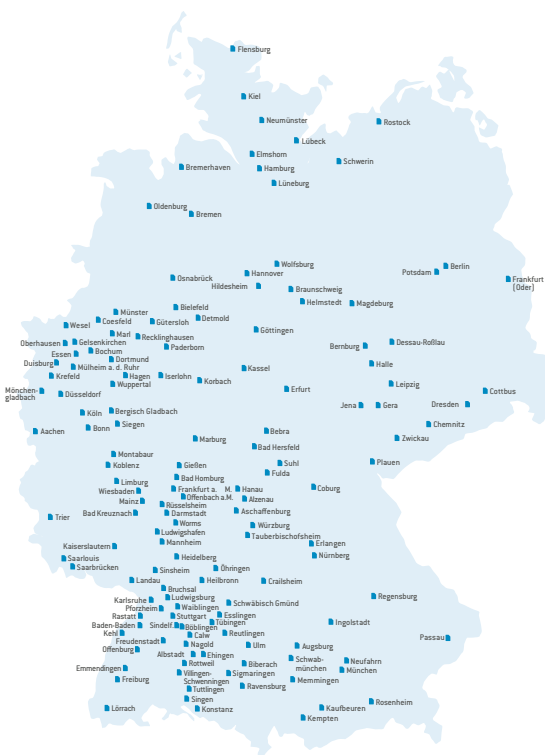 Flensburg
Kiel
Neumünster
Rostock
Lübeck
Elmshorn
Schwerin
Bremerhaven
Hamburg
Lüneburg
Oldenburg
Bremen
Wolfsburg
Berlin
Hannover
Potsdam
Osnabrück
Frankfurt
[Oder]
Hildesheim
Braunschweig
Helmstedt
Magdeburg
Bielefeld
Münster
Detmold
Coesfeld
Gütersloh
Wesel
Göttingen
Marl
Recklinghausen
Oberhausen
Gelsenkirchen
Dessau-Roßlau
Paderborn
Bernburg
Bochum
Essen
Dortmund
Duisburg
Halle
Mülheim a. d. Ruhr
Kassel
Krefeld
Hagen
Iserlohn
Korbach
Wuppertal
Leipzig
Mönchen-
gladbach
Erfurt
Cottbus
Düsseldorf
Jena
Gera
Dresden
Köln
Bergisch Gladbach
Siegen
Chemnitz
Bonn
Aachen
Bebra
Zwickau
Marburg
Bad Hersfeld
Montabaur
Plauen
Koblenz
Gießen
Suhl
Fulda
Bad Homburg
Limburg
Coburg
Wiesbaden
Frankfurt a. M.
Hanau
Offenbach a.M.
Alzenau
Mainz
Rüsselsheim
Bad Kreuznach
Darmstadt
Aschaffenburg
Trier
Worms
Würzburg
Ludwigshafen
Tauberbischofsheim
Mannheim
Erlangen
Kaiserslautern
Nürnberg
Saarlouis
Heidelberg
Saarbrücken
Sinsheim
Öhringen
Landau
Heilbronn
Crailsheim
Bruchsal
Karlsruhe
Ludwigsburg
Regensburg
Schwäbisch Gmünd
Pforzheim
Waiblingen
Rastatt
Stuttgart
Esslingen
Tübingen
Ingolstadt
Baden-Baden
Sindelf.
Böblingen
Kehl
Calw
Reutlingen
Passau
Freudenstadt
Nagold
Ulm
Augsburg
Offenburg
Albstadt
Ehingen
Schwab-
münchen
Neufahrn
Rottweil
Biberach
Emmendingen
München
Villingen-
Schwenningen
Sigmaringen
Freiburg
Memmingen
Tuttlingen
Ravensburg
Singen
Rosenheim
Lörrach
Konstanz
Kaufbeuren
Kempten